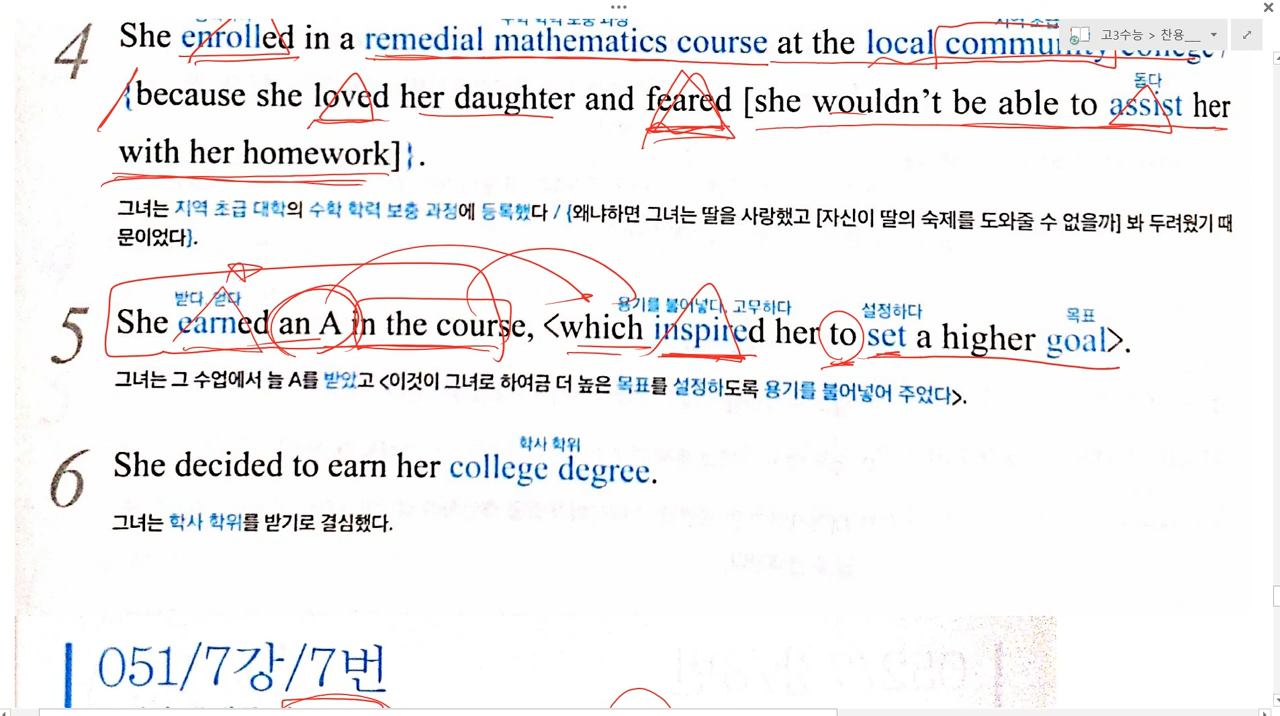 고3수능 > 찬용__
지역 초급
4 She enrolled in a remedial mathematics course at the local community college /
돕다
{because she loved her daughter and feared [she wouldn't be able to assist her
with her homework]}.
그녀는 지역 초급 대학의 수학 학력 보충 과정에 등록했다 / {왜냐하면 그녀는 딸을 사랑했고 [자신이 딸의 숙제를 도와줄 수 없을까] 봐 두려웠기 때
문이었다}.
받다, 얻다 용기를 불어넣다, 고무하다 설정하다 목표
5 She earned an A in the course, <which inspired her to set a higher goal>.
그녀는 그 수업에서 늘 A를 받았고 <이것이 그녀로 하여금 더 높은 목표를 설정하도록 용기를 불어넣어 주었다>.
학사 학위
6 She decided to earn her college degree.
그녀는 학사 학위를 받기로 결심했다.
051/7강/7번